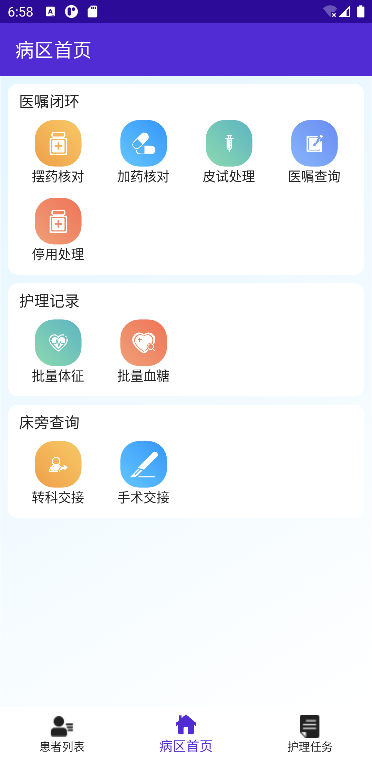 6:58
病区首页
医嘱闭环
摆药核对
加药核对
皮试处理
医嘱查询
停用处理
护理记录
批量体征
批量血糖
床旁查询
转科交接
手术交接
患者列表
病区首页
护理任务